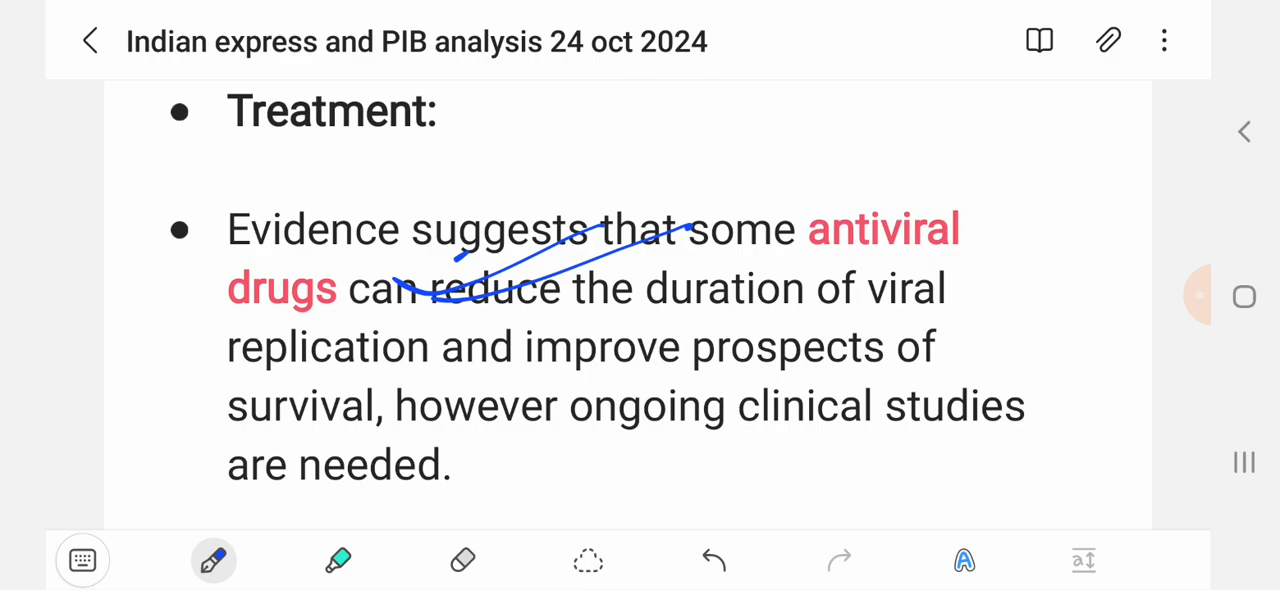 Indian express and PIB analysis 24 oct 2024
Treatment:
Evidence suggests that some antiviral
drugs can reduce the duration of viral
replication and improve prospects of
survival, however ongoing clinical studies
are needed.
A
a